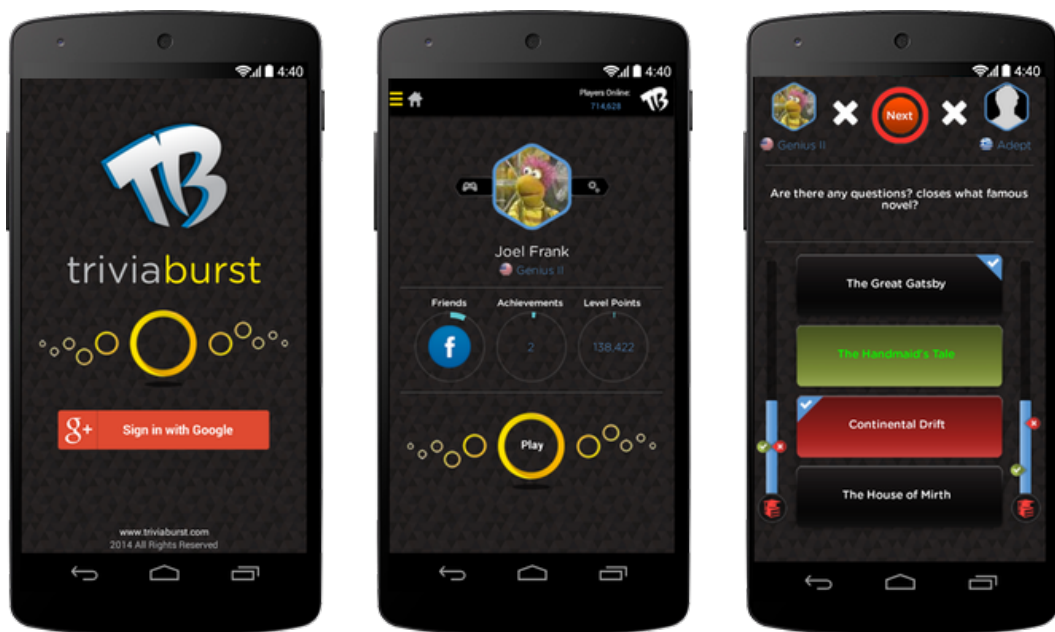 4:40
TB
triviaburst
g+ Sign in with Google
www.triviaburst.com
2014 All Rights Reserved
4:40
Players Online:
714,628
TB
Joel Frank
Genius II
Friends Achievements Level Points
f 2 138,422
Play
4:40
Next
Genius II Adept
Are there any questions? closes what famous
novel?
The Great Gatsby
The Handmaid's Tale
Continental Drift
The House of Mirth